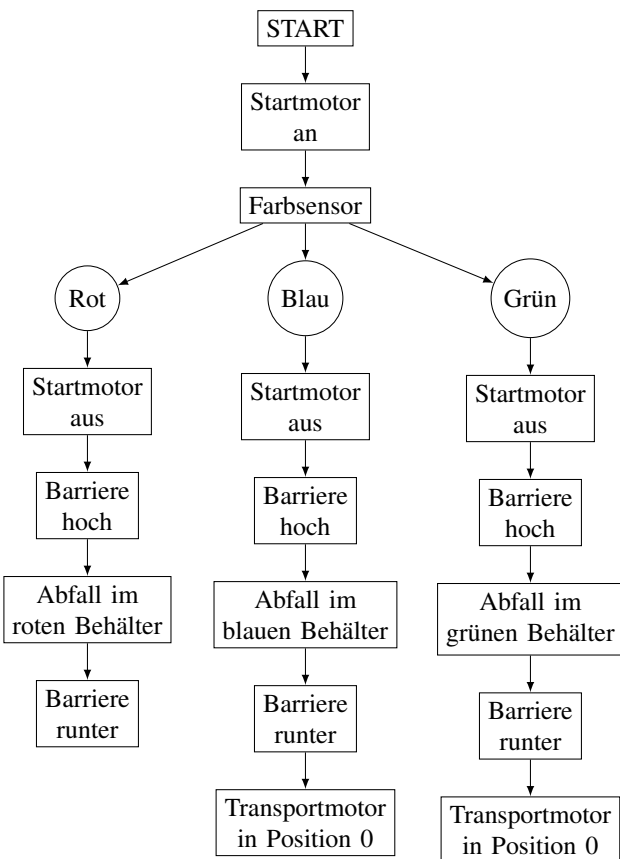 START
Startmotor
an
Farbsensor
Rot
Startmotor
aus
Barriere
hoch
Abfall im
roten Behälter
Barriere
runter
Blau
Startmotor
aus
Barriere
hoch
Abfall im
blauen Behälter
Barriere
runter
Transportmotor
in Position 0
Grün
Startmotor
aus
Barriere
hoch
Abfall im
grünen Behälter
Barriere
runter
Transportmotor
in Position 0